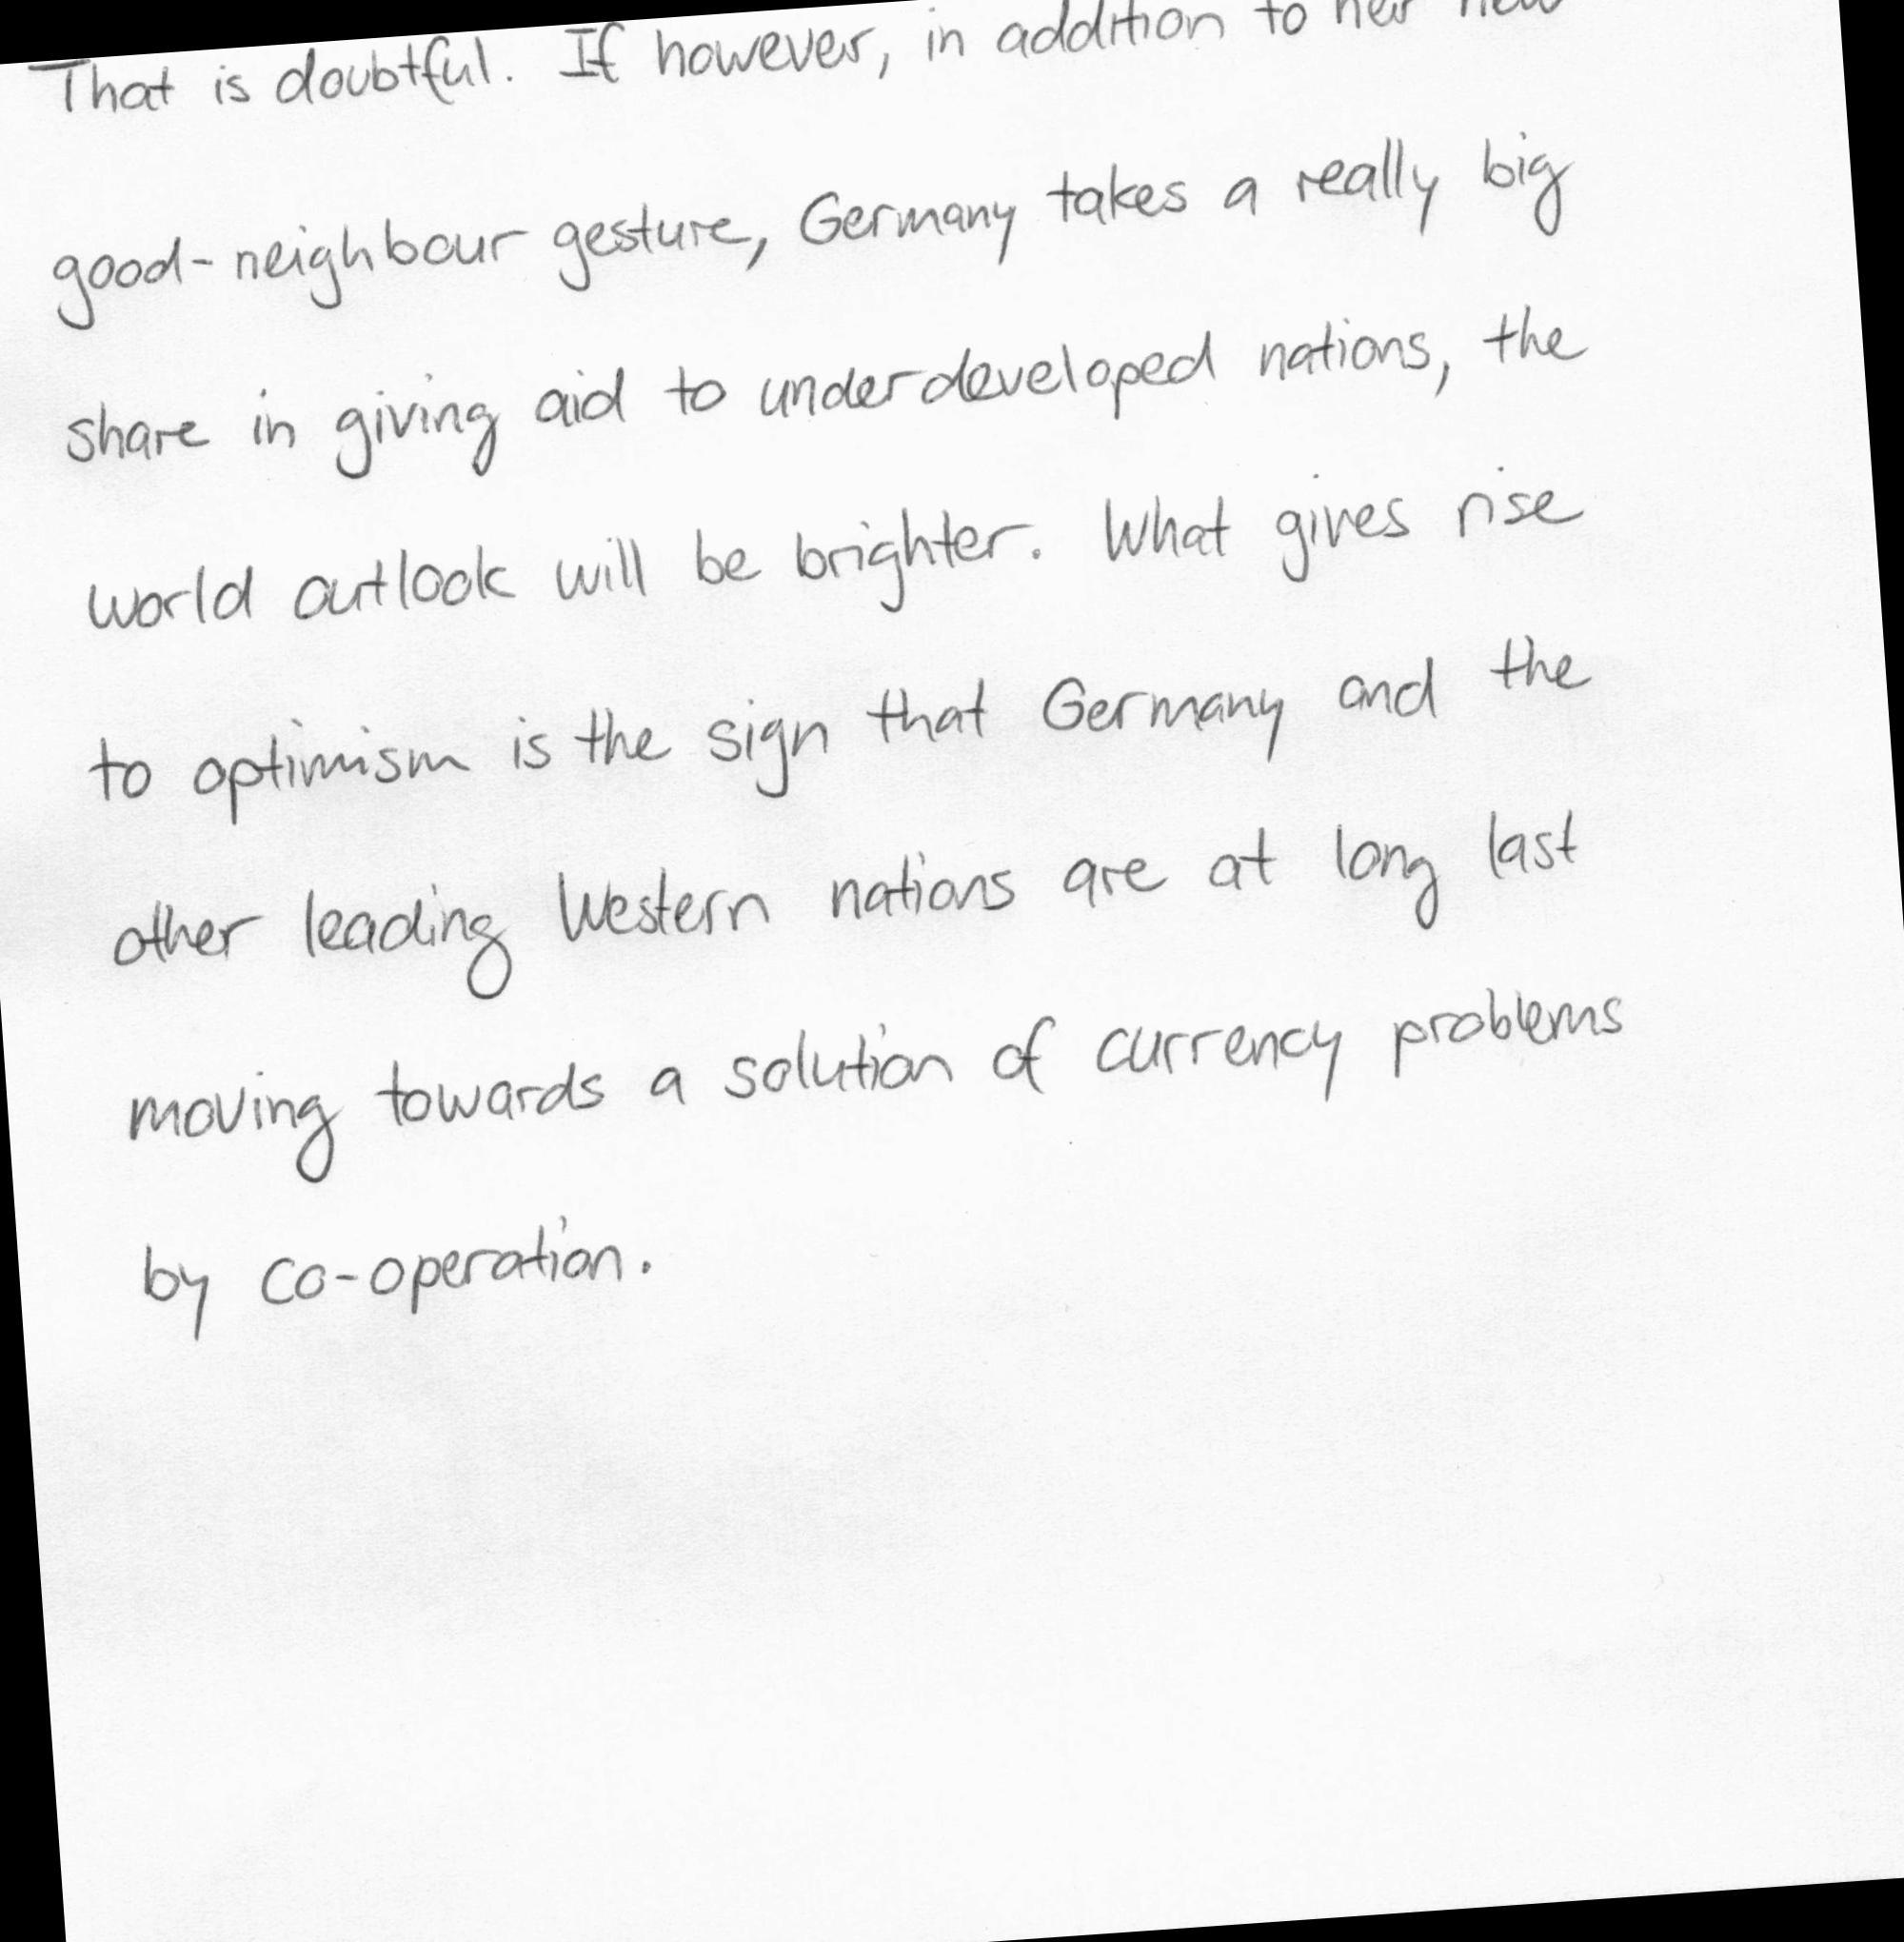 That is doubtful. If however, in addition to her new
good-neighbour gesture, Germany takes a really big
share in giving aid to underdeveloped nations, the
world outlook will be brighter. What gives rise
to optimism is the sign that Germany and the
other leading Western nations are at long last
moving towards a solution of currency problems
by co-operation.